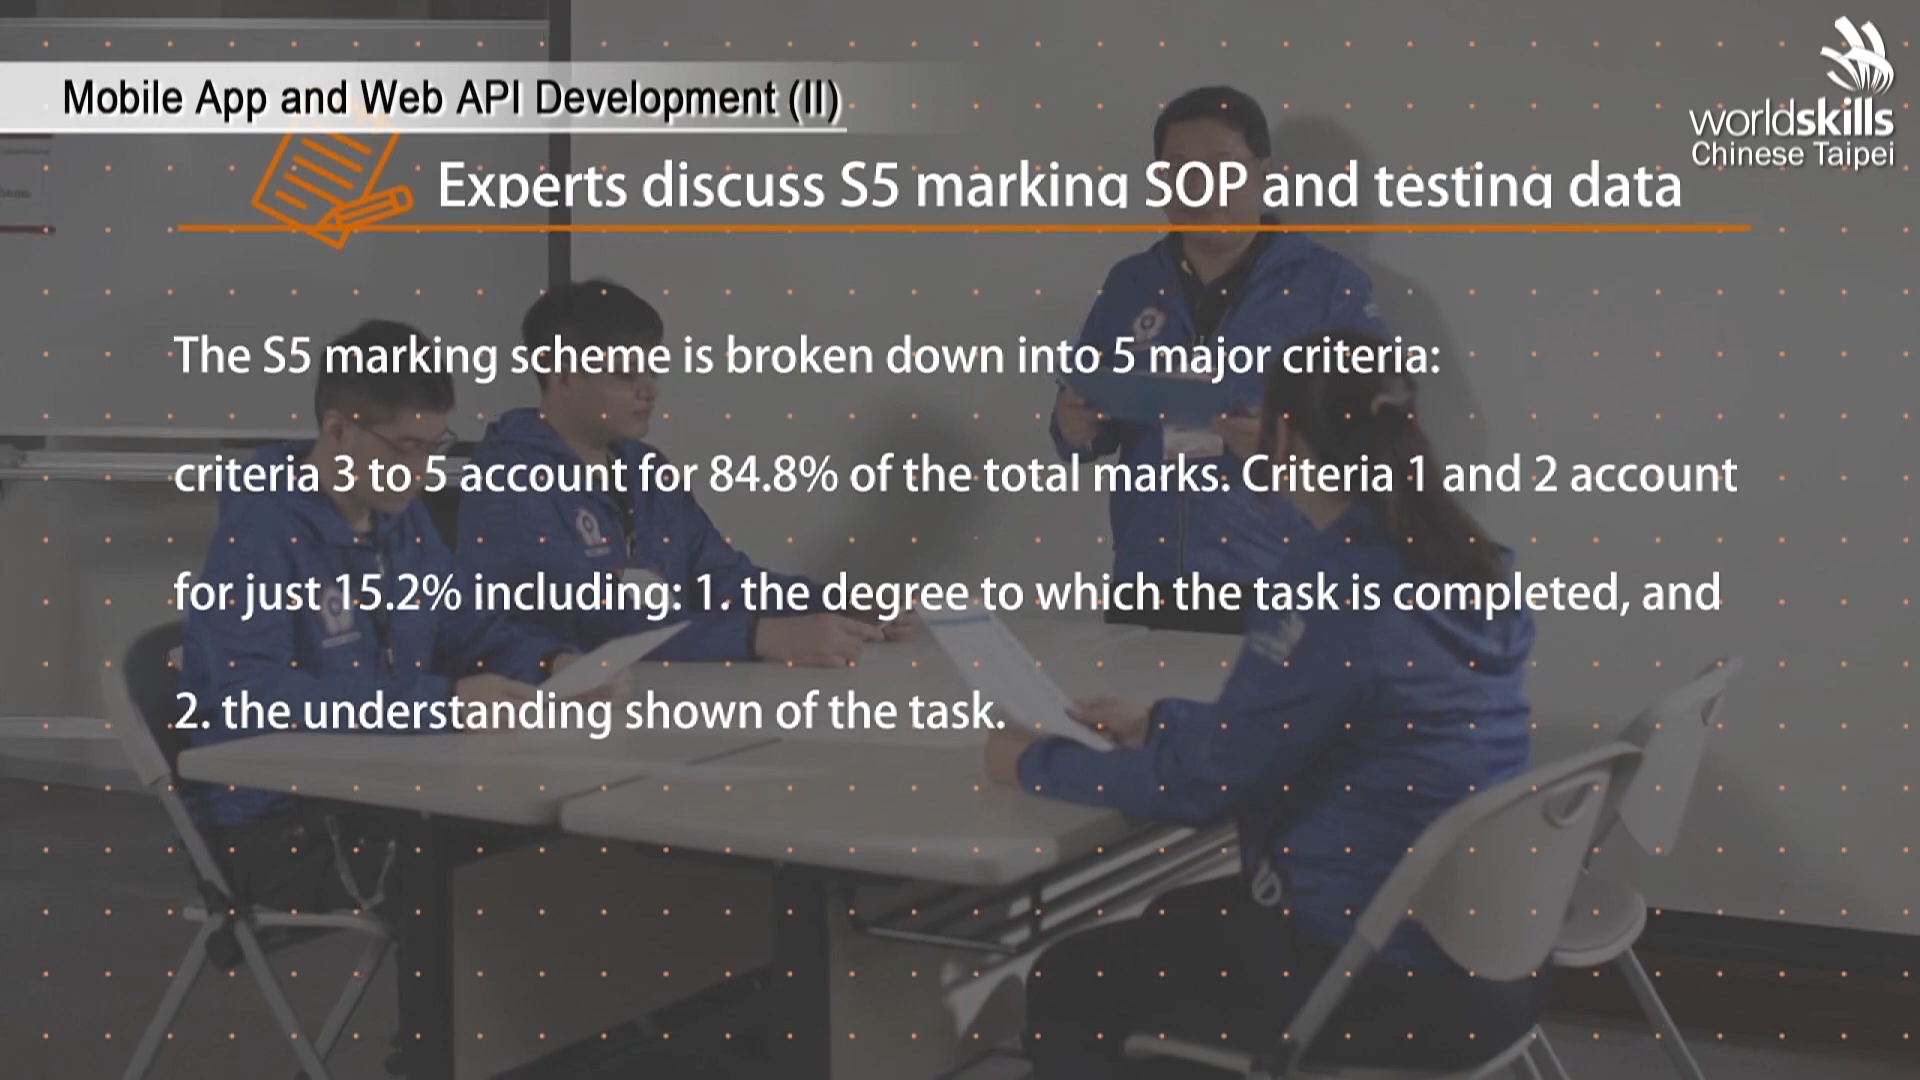 Mobile App and Web API Development (II)
worldskills
Chinese Taipei
Experts discuss S5 marking SOP and testing data
The S5 marking scheme is broken down into 5 major criteria:
criteria 3 to 5 account for 84.8% of the total marks. Criteria 1 and 2 account
for just 15.2% including: 1. the degree to which the task is completed, and
2. the understanding shown of the task.